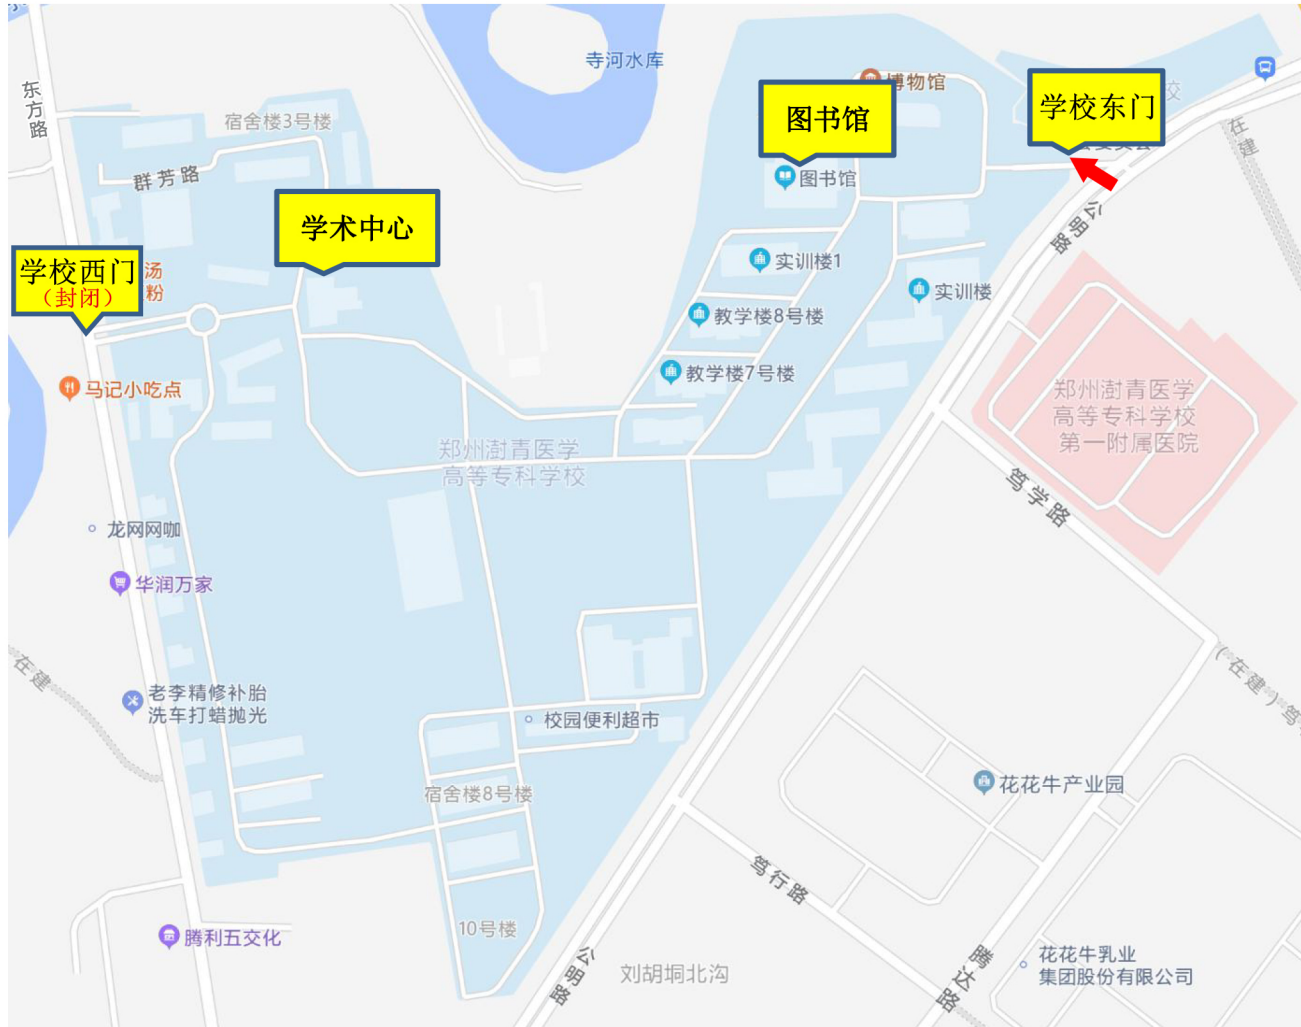 寺河水库
东方路
宿舍楼3号楼
博物馆
校
学校东门
图书馆
图书馆
在建
群芳路
学术中心
公明路
学校西门
（封闭）
汤
粉
实训楼1
实训楼
教学楼8号楼
教学楼7号楼
马记小吃点
郑州澍青医学
高等专科学校
第一附属医院
郑州澍青医学
高等专科学校
笃学路
龙网网咖
华润万家
在建
（在建）笃
老李精修补胎
洗车打蜡抛光
校园便利超市
宿舍楼8号楼
花花牛产业园
笃行路
10号楼
腾利五交化
公明路
刘胡垌北沟
腾达路
花花牛乳业
集团股份有限公司